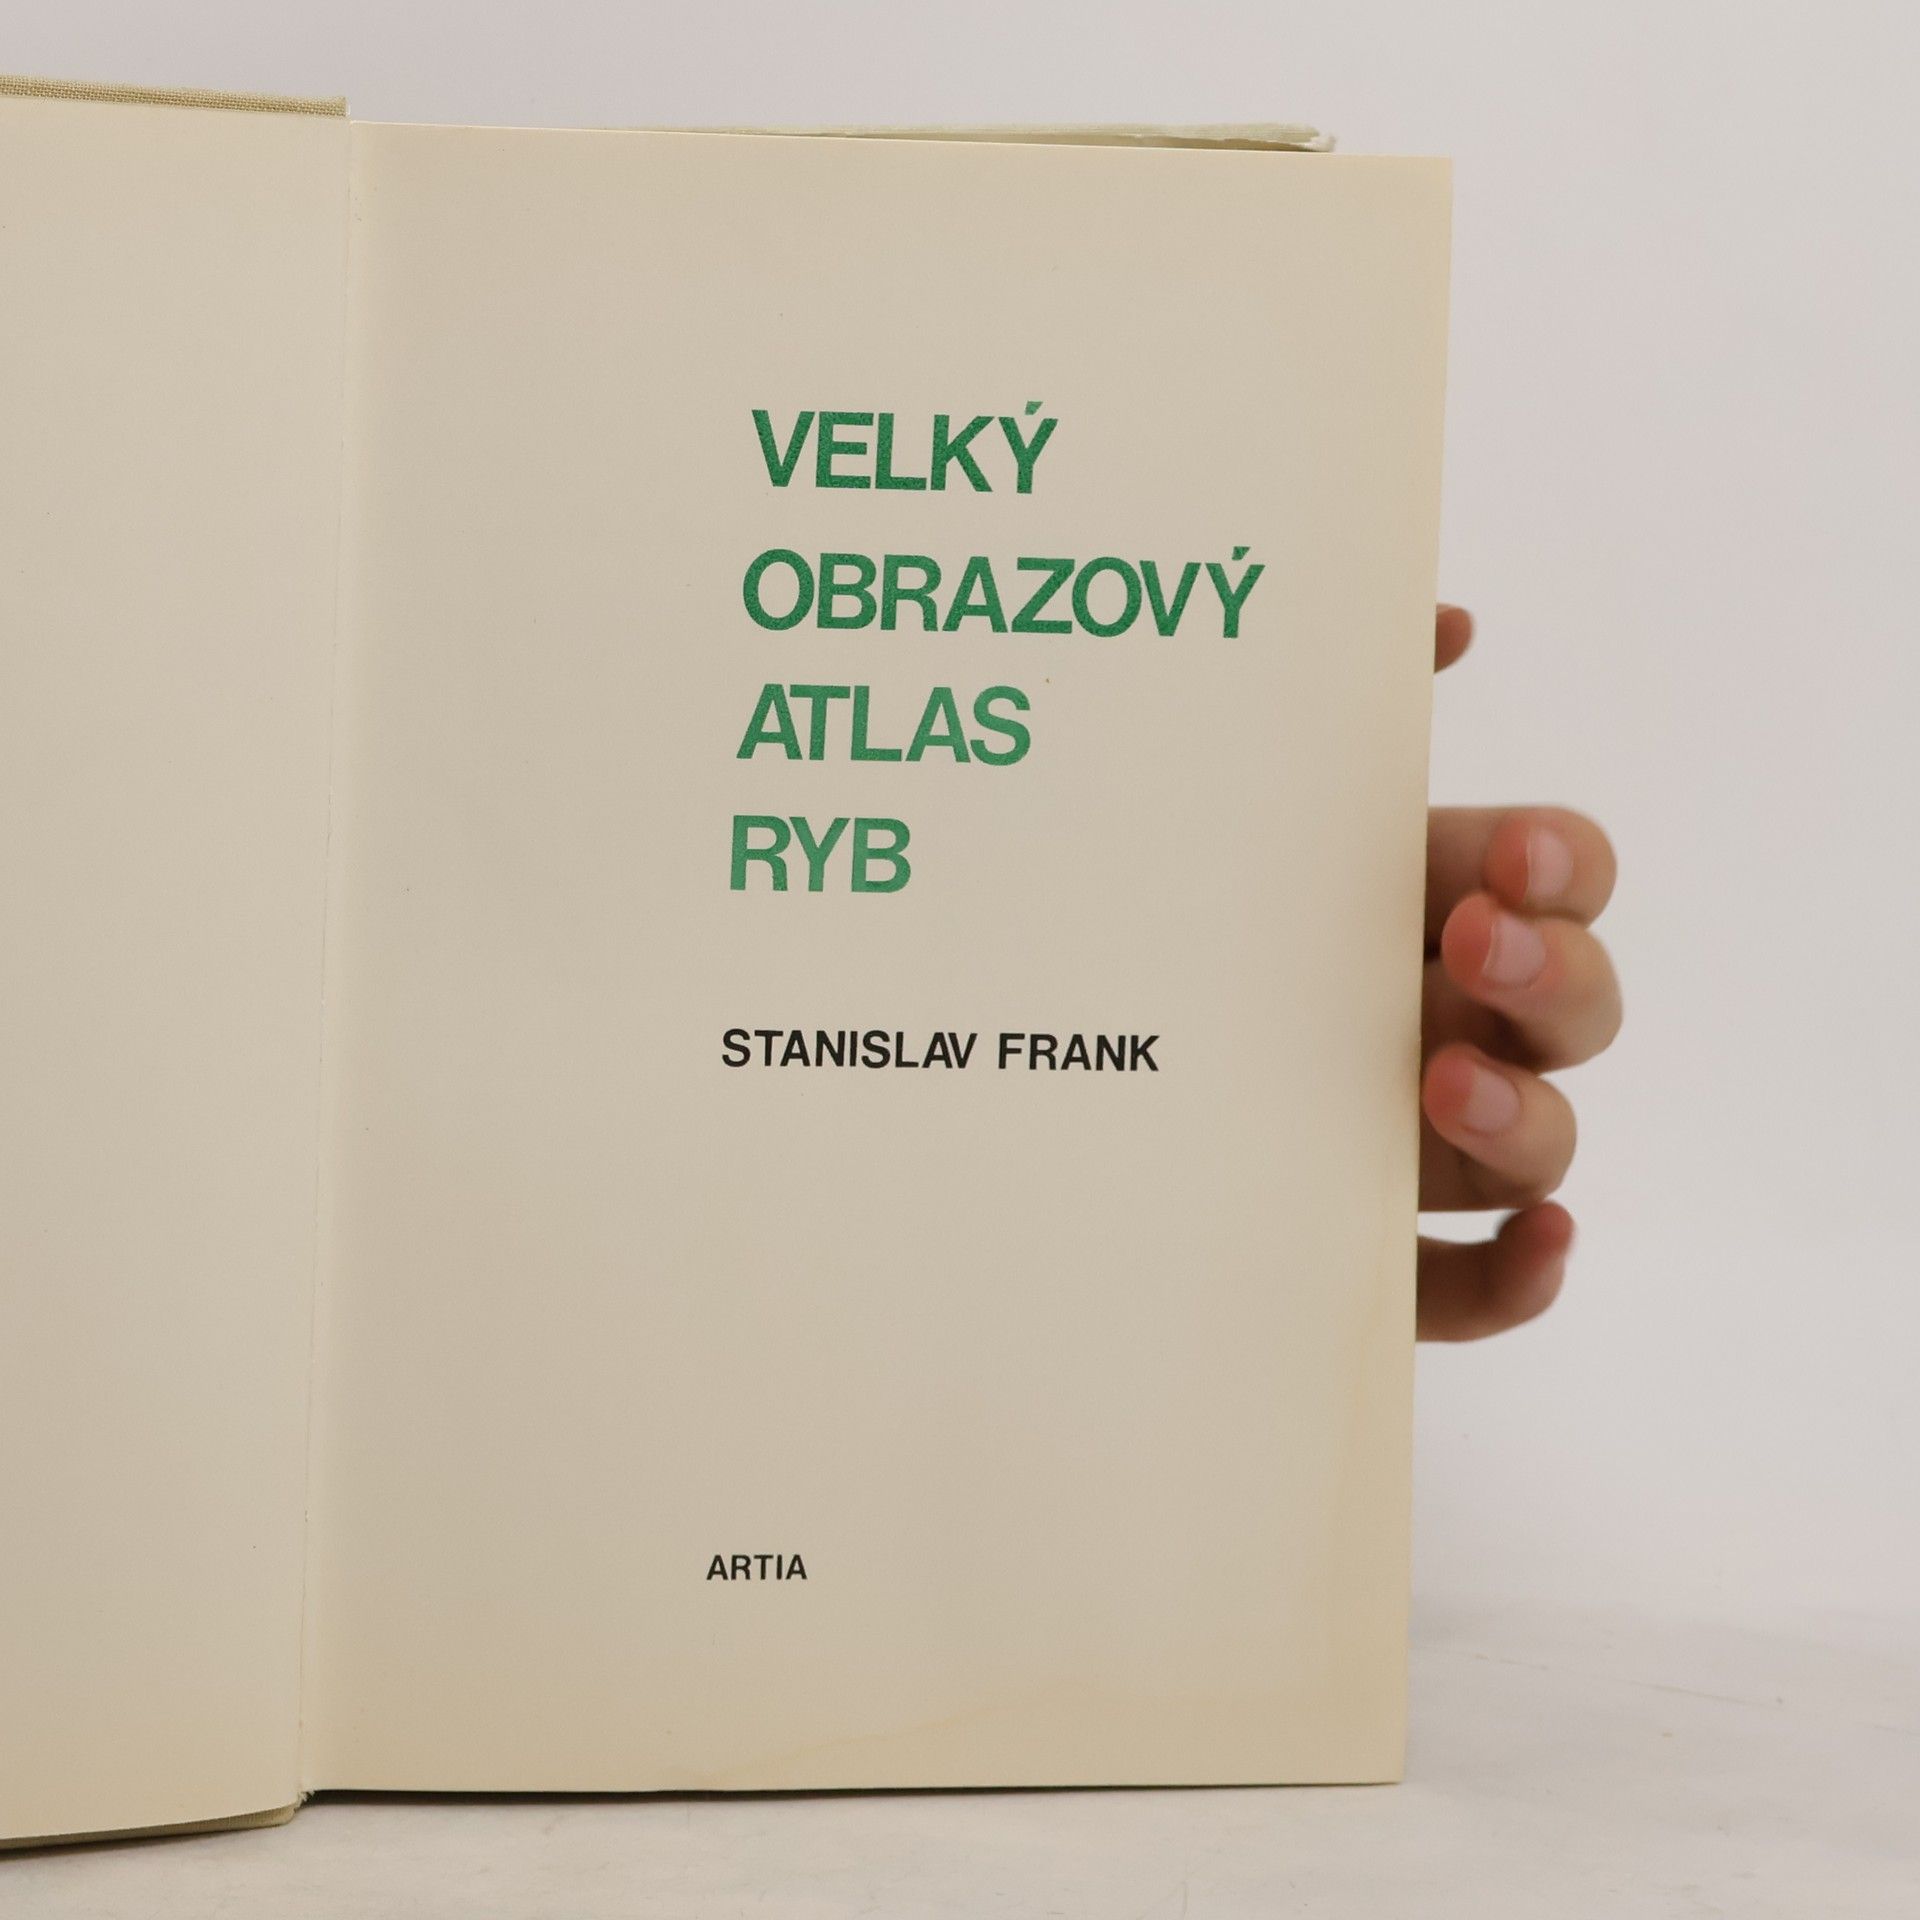 VELKÝ
OBRAZOVÝ
ATLAS
RYB
STANISLAV FRANK
ARTIA